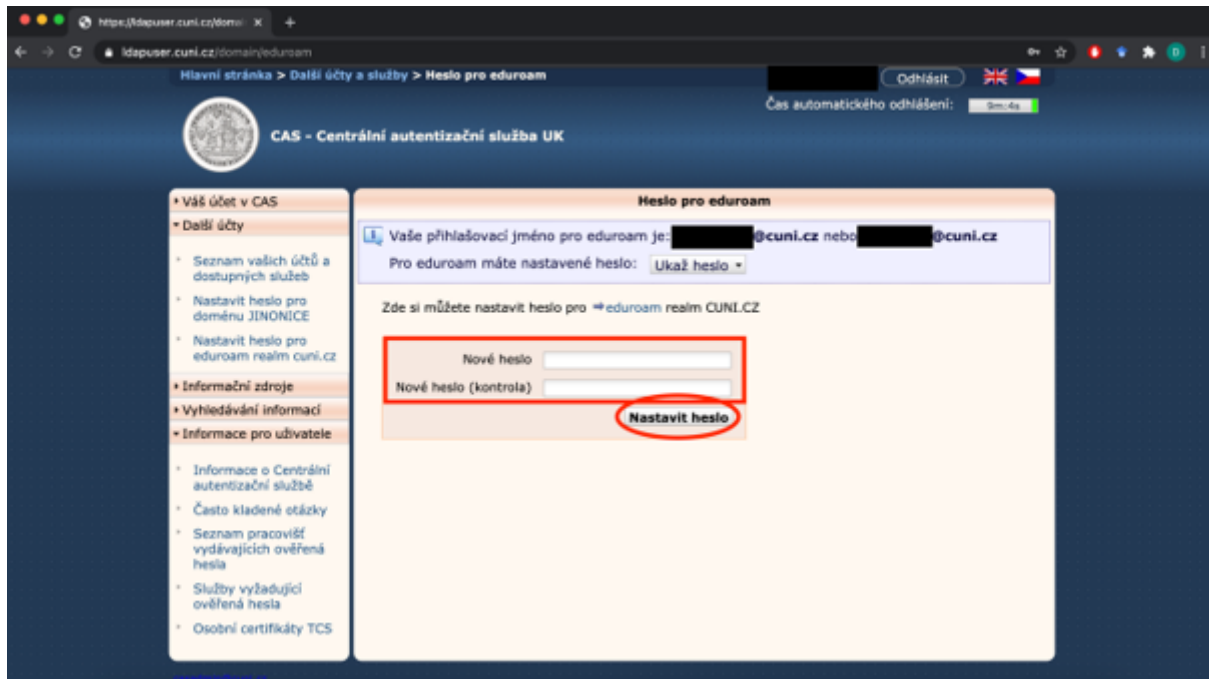 https://ldapuser.cuni.cz/domai
ldapuser.cuni.cz/domain/eduroam
D
Hlavní stránka > Další účty a služby > Heslo pro eduroam
Odhlásit
Čas automatického odhlášení: 9m:4s
CAS - Centrální autentizační služba UK
Váš účet v CAS
Další účty
Seznam vašich účtů a
dostupných služeb
Nastavit heslo pro
doménu JINONICE
Nastavit heslo pro
eduroam realm cuni.cz
Informační zdroje
Vyhledávání informací
Informace pro uživatele
Informace o Centrální
autentizační službě
Často kladené otázky
Seznam pracovišť
vydávajících ověřená
hesla
Služby vyžadující
ověřená hesla
Osobní certifikáty TCS
Heslo pro eduroam
Vaše přihlašovací jméno pro eduroam je: @cuni.cz nebo @cuni.cz
Pro eduroam máte nastavené heslo: Ukaž heslo
Zde si můžete nastavit heslo pro ⇒eduroam realm CUNI.CZ
Nové heslo
Nové heslo (kontrola)
Nastavit heslo